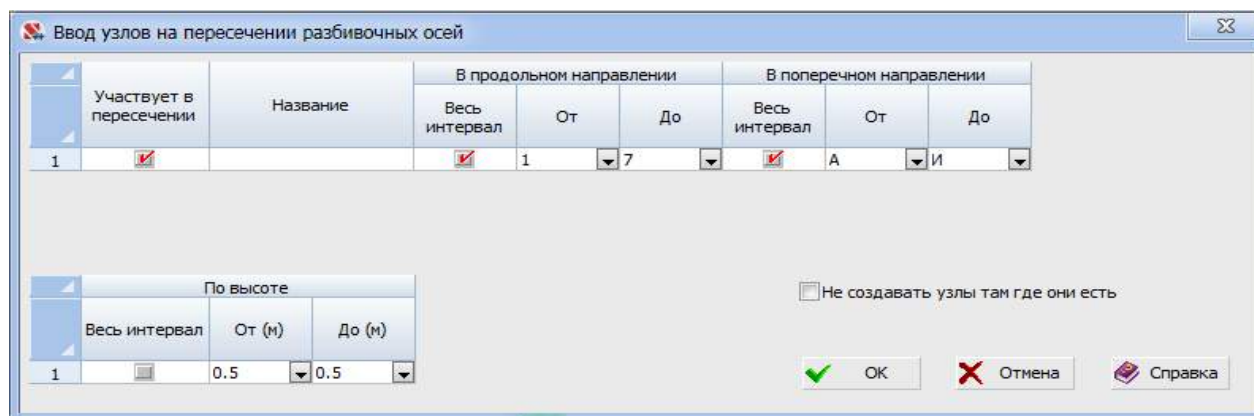 Ввод узлов на пересечении разбивочных осей
Участвует в пересечении
Название
В продольном направлении
В поперечном направлении
Весь интервал
От
До
Весь интервал
От
До
1
1
7
А
И
По высоте
Весь интервал
От (м)
До (м)
1
0.5
0.5
Не создавать узлы там где они есть
OK
Отмена
Справка